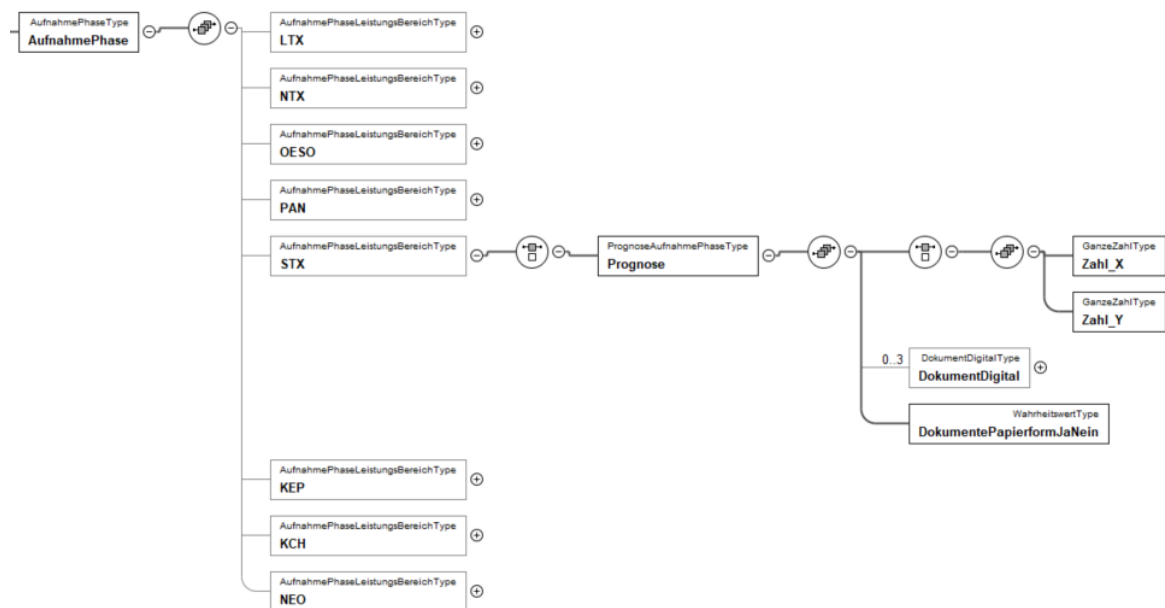 AufnahmePhaseType
AufnahmePhase
AufnahmePhaseLeistungsBereichType
LTX
AufnahmePhaseLeistungsBereichType
NTX
AufnahmePhaseLeistungsBereichType
OESO
AufnahmePhaseLeistungsBereichType
PAN
AufnahmePhaseLeistungsBereichType
STX
PrognoseAufnahmePhaseType
Prognose
GanzeZahlType
Zahl_X
GanzeZahlType
Zahl_Y
0..3
DokumentDigitalType
DokumentDigital
WahrheitswertType
DokumentePapierformJaNein
AufnahmePhaseLeistungsBereichType
KEP
AufnahmePhaseLeistungsBereichType
KCH
AufnahmePhaseLeistungsBereichType
NEO